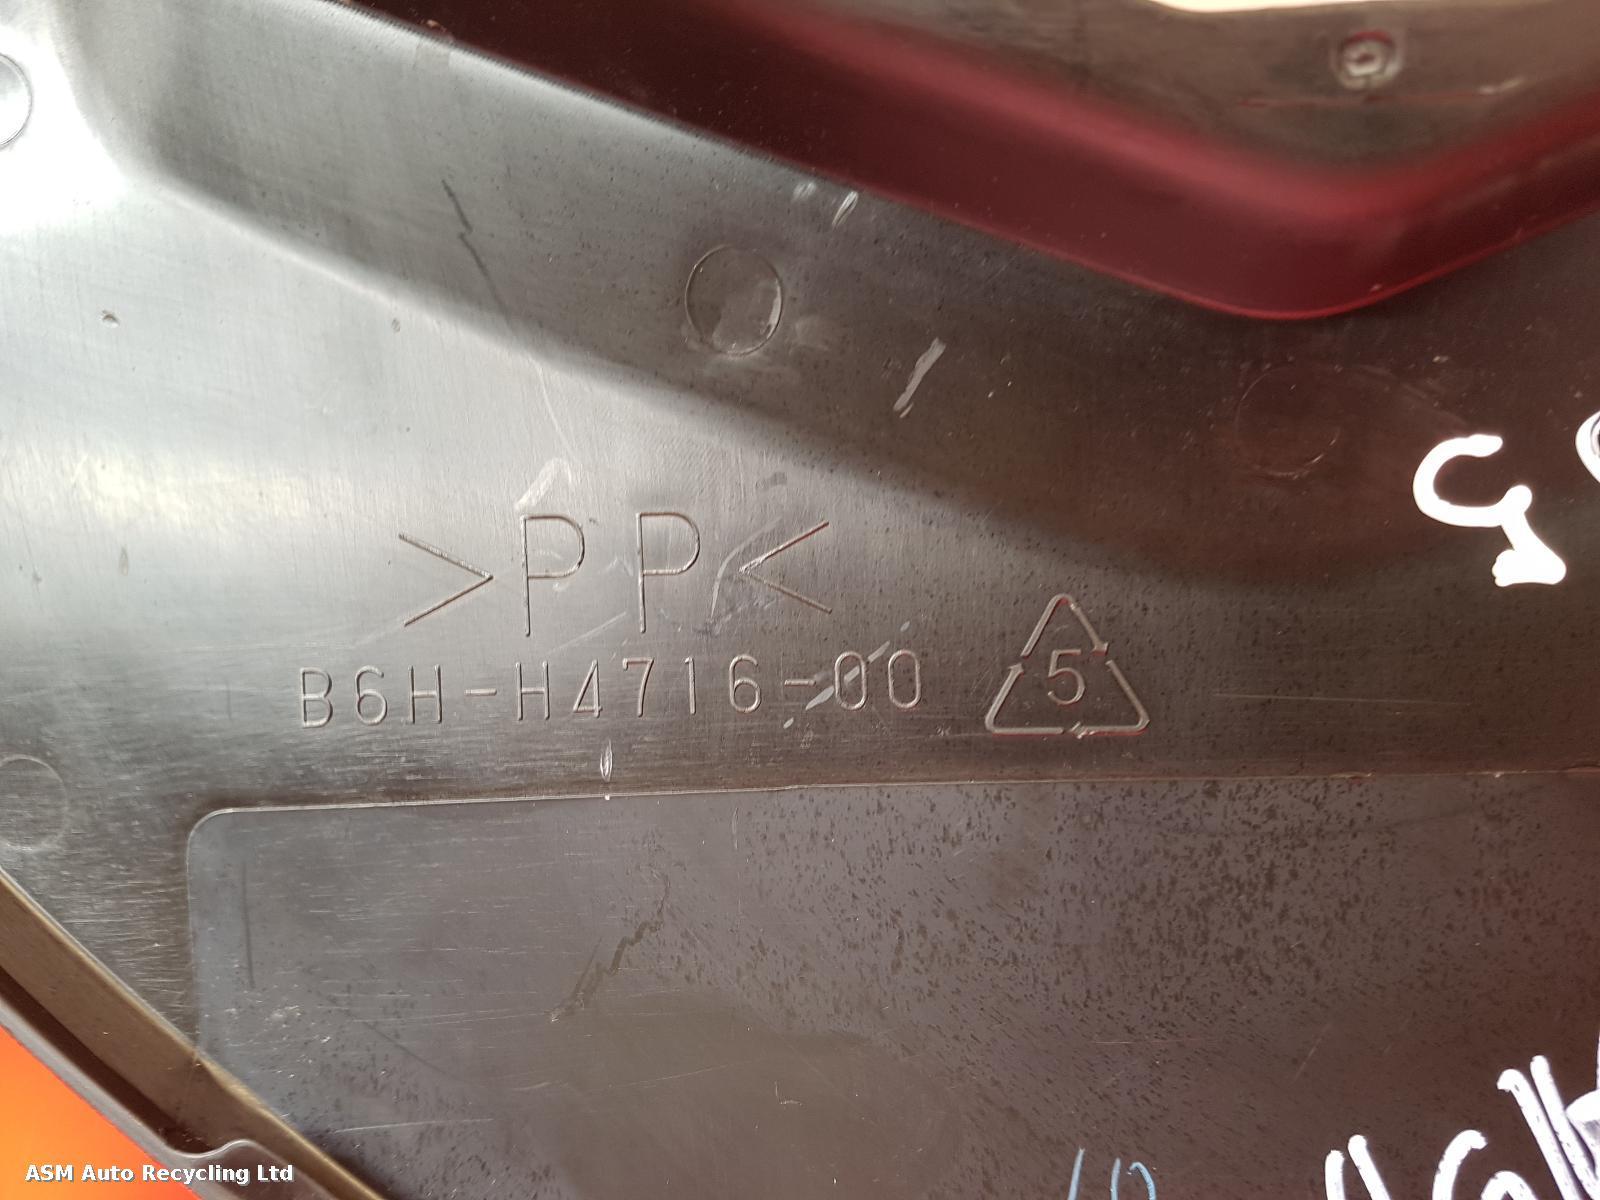 >PP<
B6H-H4716-00
5
ASM Auto Recycling Ltd